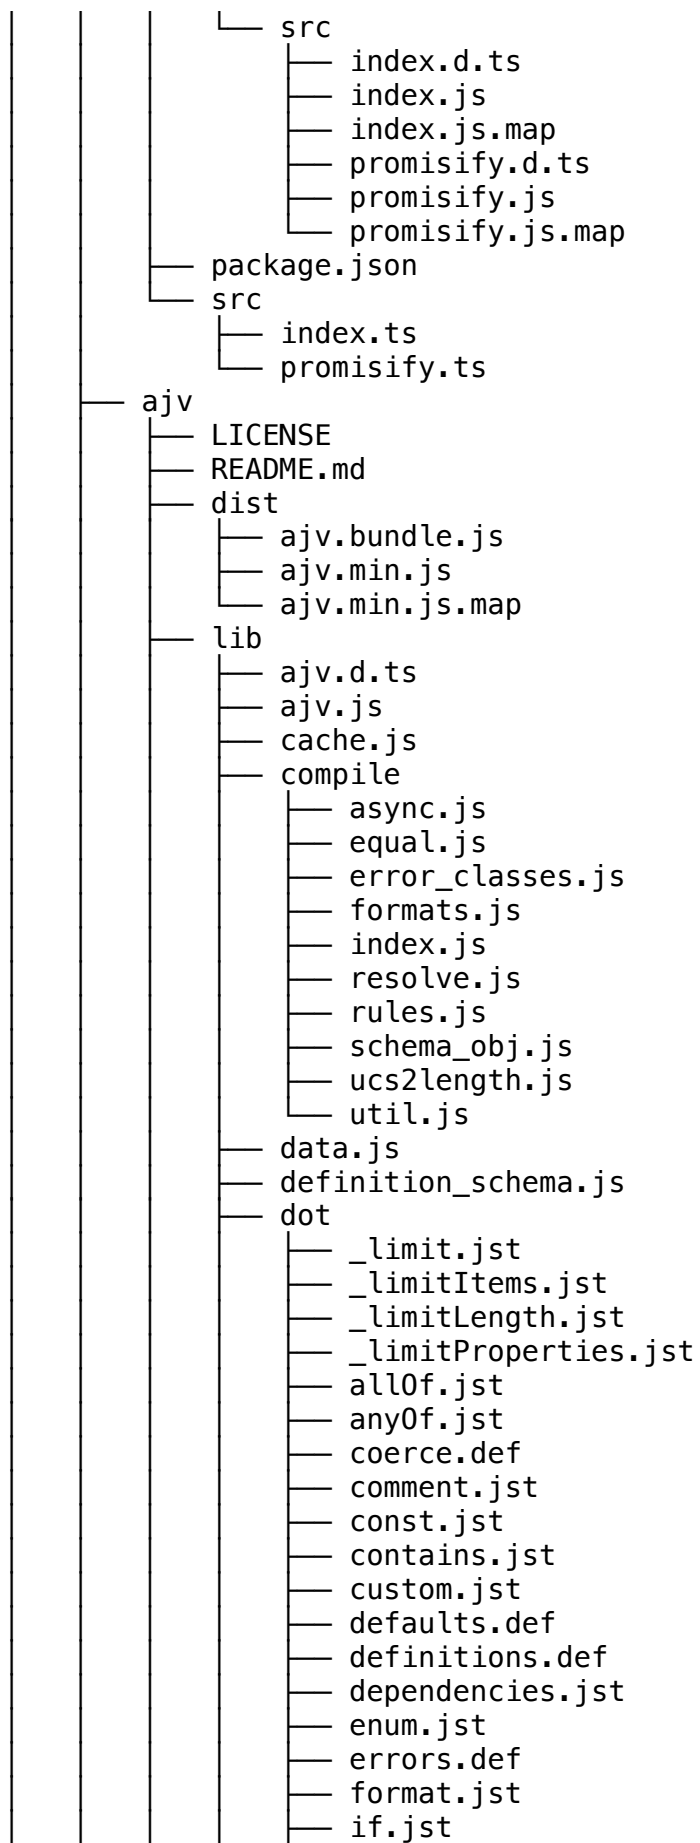 │   │   │   └── src
│   │   │       ├── index.d.ts
│   │   │       ├── index.js
│   │   │       ├── index.js.map
│   │   │       ├── promisify.d.ts
│   │   │       ├── promisify.js
│   │   │       └── promisify.js.map
│   │   ├── package.json
│   │   └── src
│   │       ├── index.ts
│   │       └── promisify.ts
│   ├── ajv
│   │   ├── LICENSE
│   │   ├── README.md
│   │   ├── dist
│   │   │   ├── ajv.bundle.js
│   │   │   ├── ajv.min.js
│   │   │   └── ajv.min.js.map
│   │   ├── lib
│   │   │   ├── ajv.d.ts
│   │   │   ├── ajv.js
│   │   │   ├── cache.js
│   │   │   ├── compile
│   │   │   │   ├── async.js
│   │   │   │   ├── equal.js
│   │   │   │   ├── error_classes.js
│   │   │   │   ├── formats.js
│   │   │   │   ├── index.js
│   │   │   │   ├── resolve.js
│   │   │   │   ├── rules.js
│   │   │   │   ├── schema_obj.js
│   │   │   │   ├── ucs2length.js
│   │   │   │   └── util.js
│   │   │   ├── data.js
│   │   │   ├── definition_schema.js
│   │   │   ├── dot
│   │   │   │   ├── _limit.jst
│   │   │   │   ├── _limitItems.jst
│   │   │   │   ├── _limitLength.jst
│   │   │   │   ├── _limitProperties.jst
│   │   │   │   ├── allOf.jst
│   │   │   │   ├── anyOf.jst
│   │   │   │   ├── coerce.def
│   │   │   │   ├── comment.jst
│   │   │   │   ├── const.jst
│   │   │   │   ├── contains.jst
│   │   │   │   ├── custom.jst
│   │   │   │   ├── defaults.def
│   │   │   │   ├── definitions.def
│   │   │   │   ├── dependencies.jst
│   │   │   │   ├── enum.jst
│   │   │   │   ├── errors.def
│   │   │   │   ├── format.jst
│   │   │   │   ├── if.jst